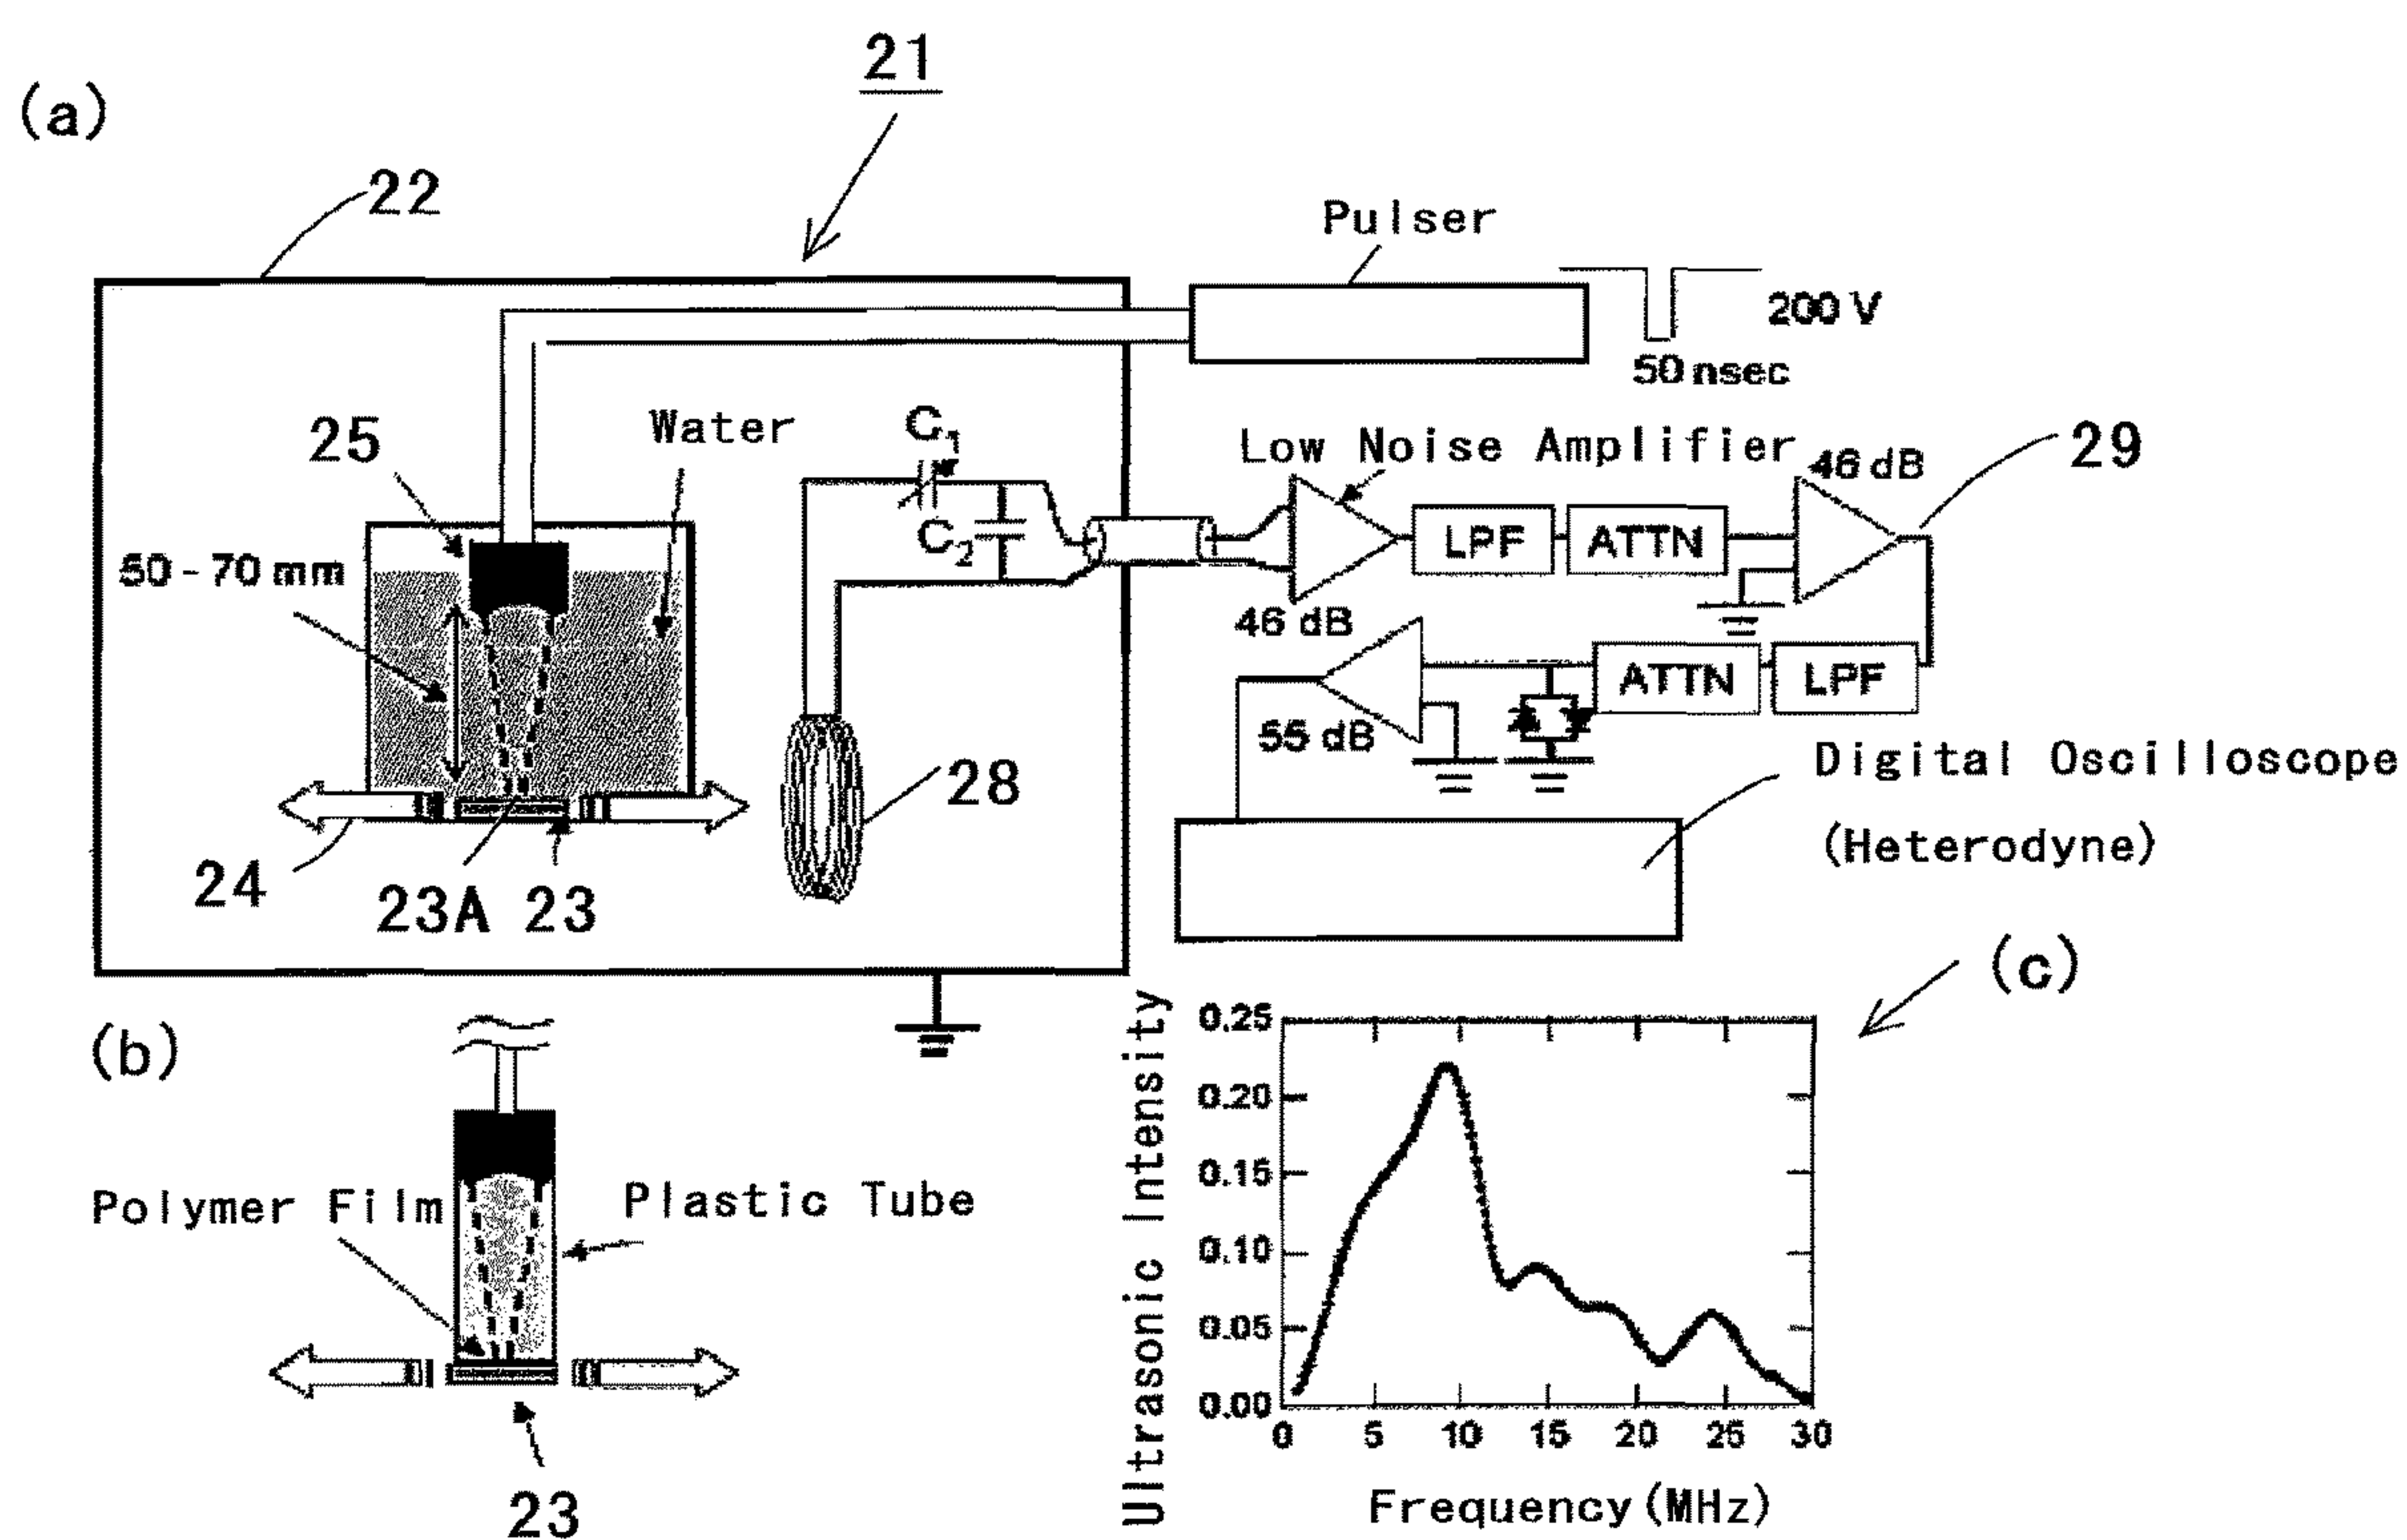 21
(a)
22
Pulser
200 V
50 nsec
25
Water
C1
Low Noise Amplifier
46 dB
29
50 - 70 mm
C2
LPF
ATTN
46 dB
ATTN
LPF
55 dB
28
Digital Oscilloscope
(Heterodyne)
24
23A
23
(c)
(b)
Polymer Film
Plastic Tube
23
Ultrasonic Intensity
0.25
0.20
0.15
0.10
0.05
0.00
0 5 10 15 20 25 30
Frequency(MHz)